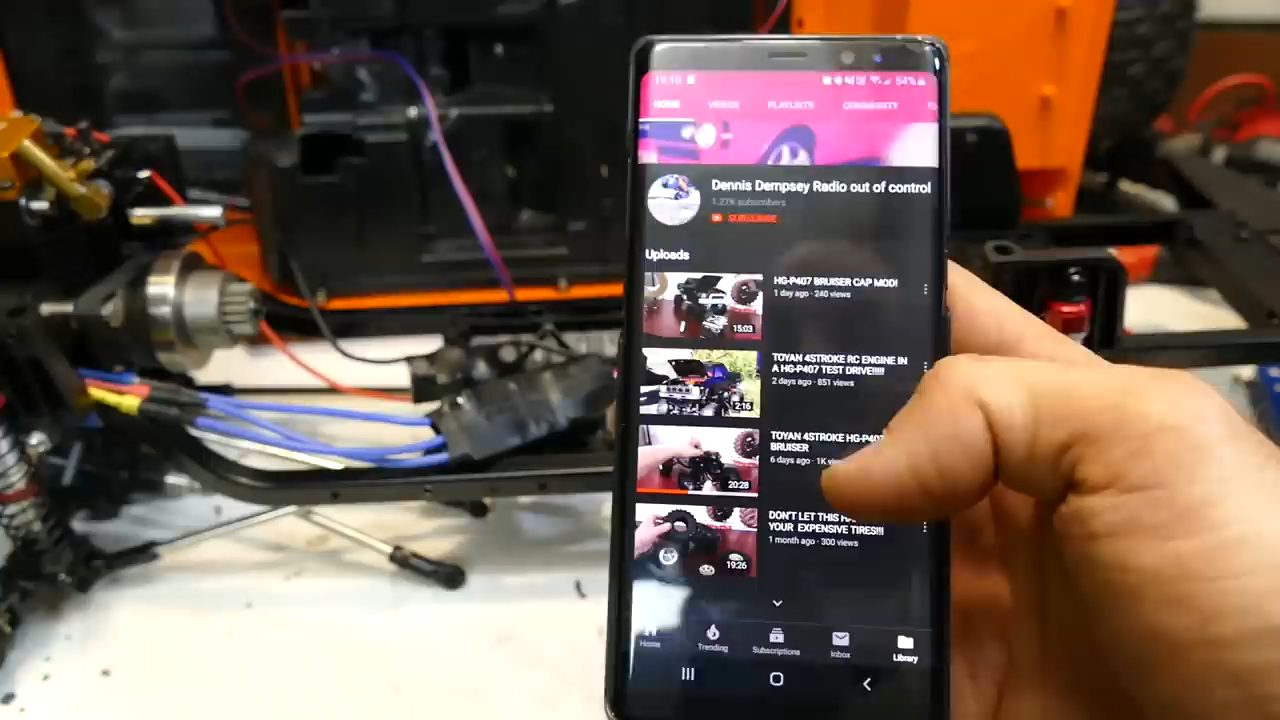 54%
HOME VIDEOS PLAYLISTS COMMUNITY
Dennis Dempsey Radio out of control
1.27K subscribers
SUBSCRIBE
Uploads
HG-P407 BRUISER CAP MOD!
1 day ago · 240 views
15:03
TOYAN 4STROKE RC ENGINE IN
A HG-P407 TEST DRIVE!!!!!
2 days ago · 851 views
2:16
TOYAN 4STROKE HG-P407
BRUISER
6 days ago · 1K
20:28
DON'T LET THIS
YOUR EXPENSIVE TIRES!!!
1 month ago · 300 views
19:26
Home Trending Subscriptions Inbox Library